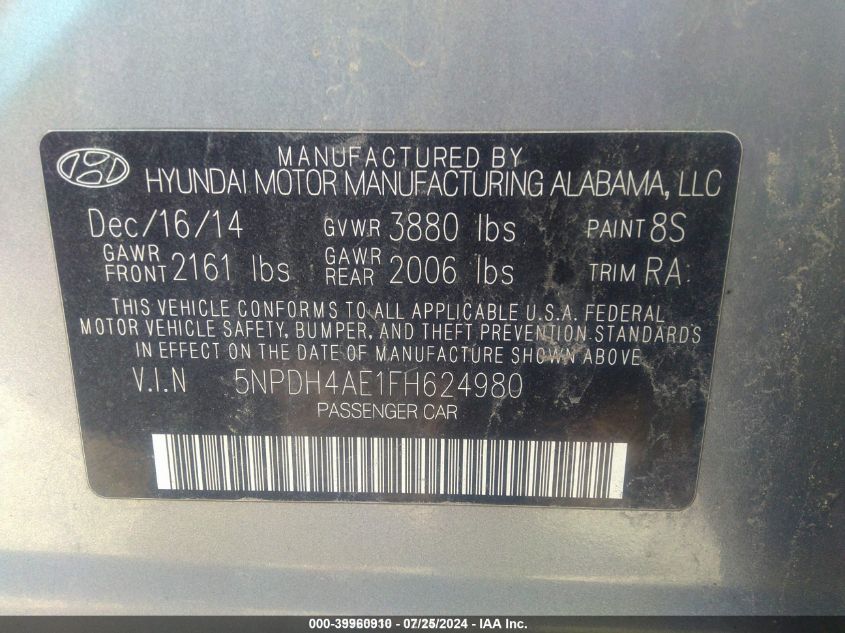 MANUFACTURED BY
HYUNDAI MOTOR MANUFACTURING ALABAMA, LLC
Dec/16/14 GVWR 3880 lbs PAINT 8S
GAWR FRONT 2161 lbs GAWR REAR 2006 lbs TRIM RA
THIS VEHICLE CONFORMS TO ALL APPLICABLE U.S.A. FEDERAL
MOTOR VEHICLE SAFETY, BUMPER, AND THEFT PREVENTION STANDARDS
IN EFFECT ON THE DATE OF MANUFACTURE SHOWN ABOVE.
V.I.N 5NPDH4AE1FH624980
PASSENGER CAR
000-39960910 - 07/25/2024 - IAA Inc.